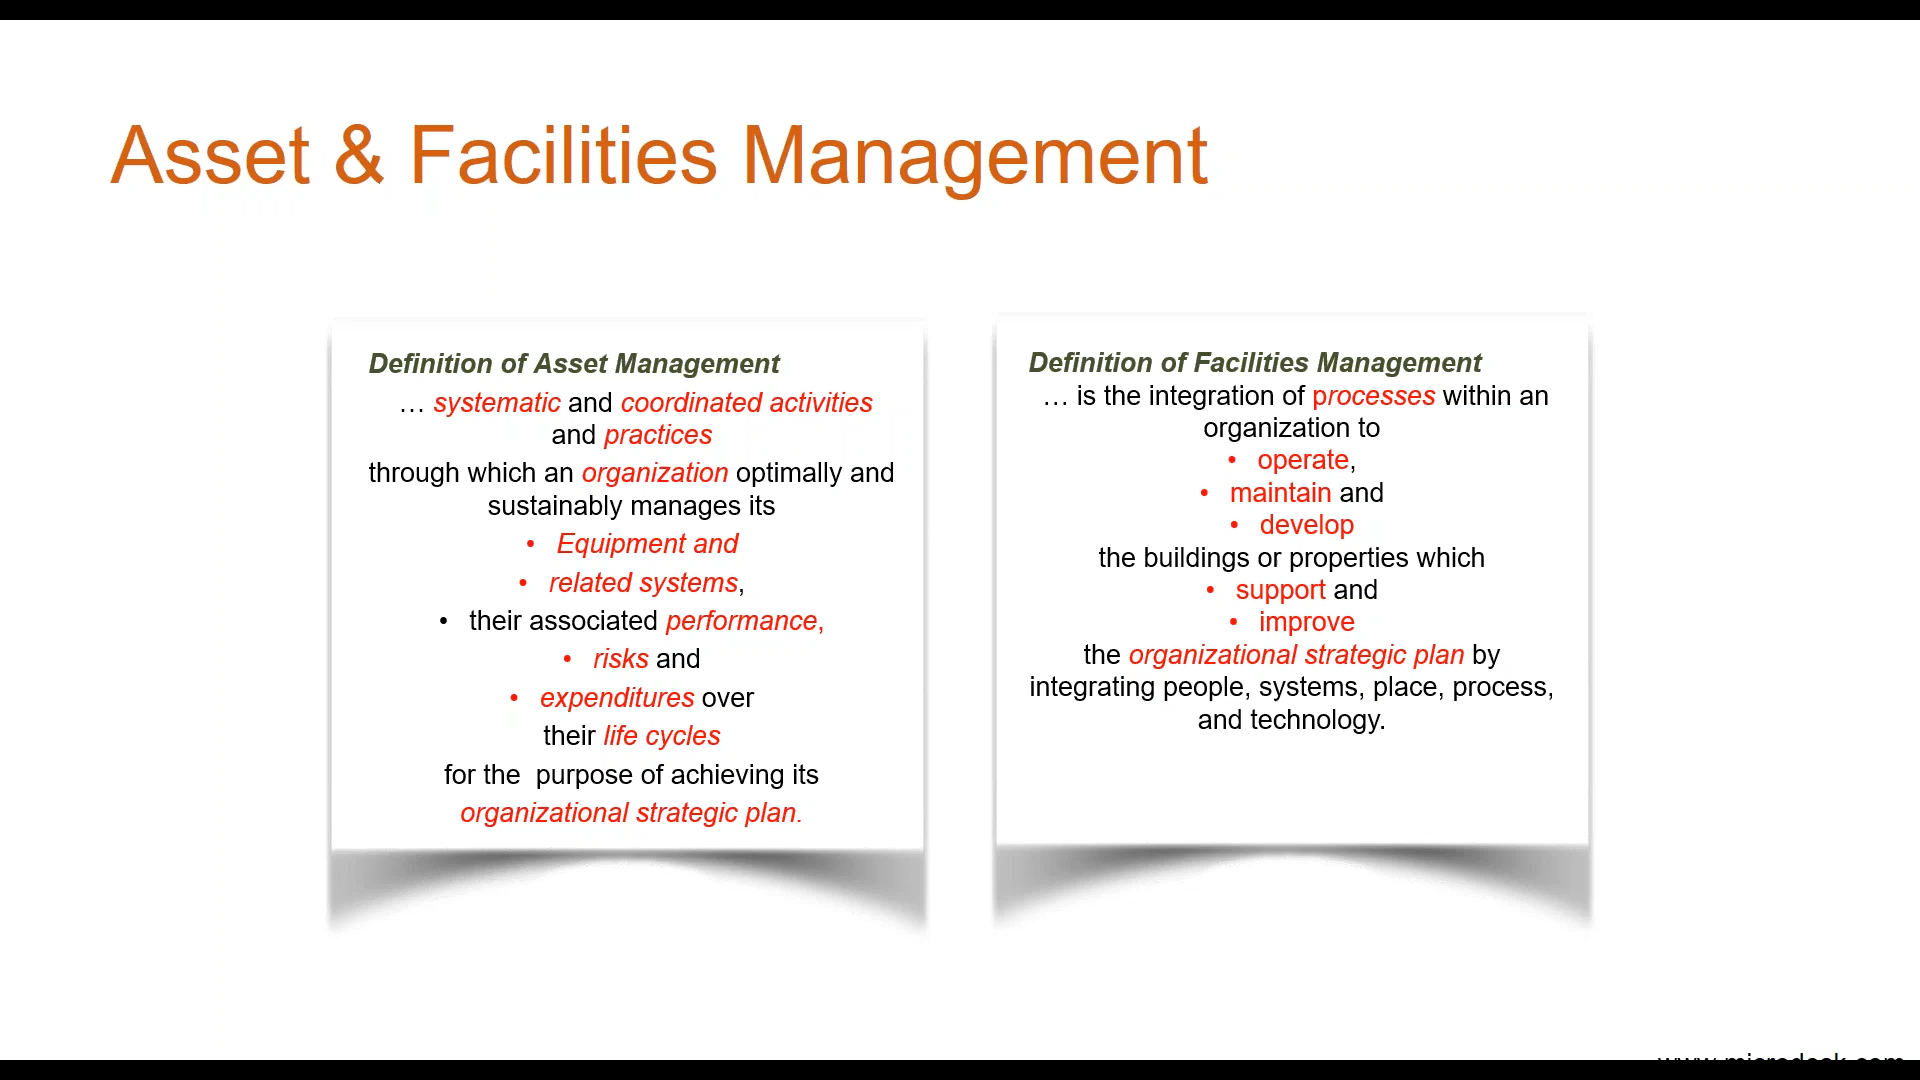 Asset & Facilities Management
Definition of Asset Management
… systematic and coordinated activities
and practices
through which an organization optimally and
sustainably manages its
• Equipment and
• related systems,
• their associated performance,
• risks and
• expenditures over
their life cycles
for the  purpose of achieving its
organizational strategic plan.
Definition of Facilities Management
… is the integration of processes within an
organization to
• operate,
• maintain and
• develop
the buildings or properties which
• support and
• improve
the organizational strategic plan by
integrating people, systems, place, process,
and technology.
www.microdesk.com